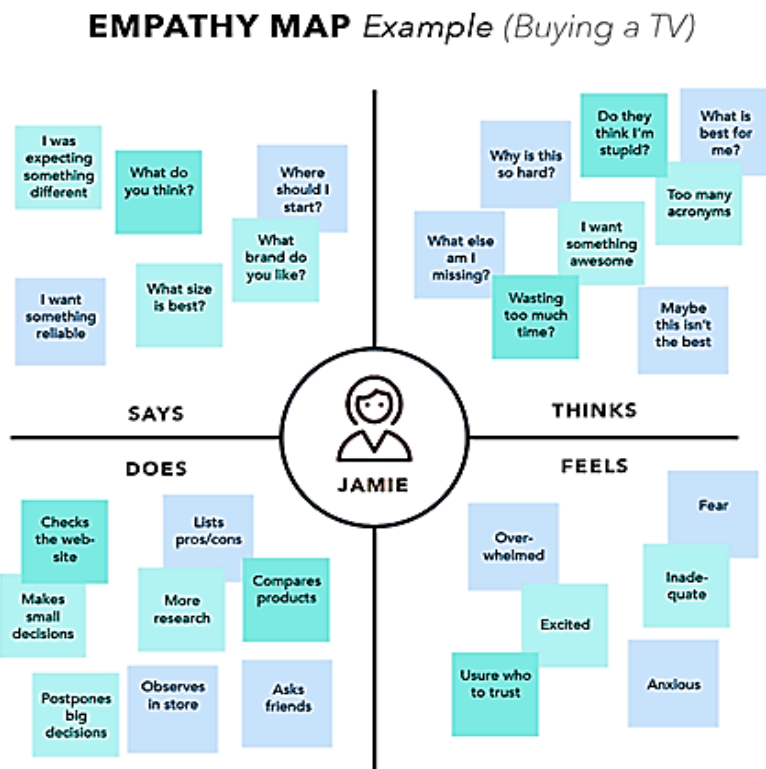 EMPATHY MAP Example (Buying a TV)
I was
expecting
something
different
What do
you think?
Where
should I
start?
What
brand do
you like?
I want
something
reliable
What size
is best?
SAYS
Do they
think I'm
stupid?
What is
best for
me?
Why is this
so hard?
Too many
acronyms
I want
something
awesome
What else
am I
missing?
Wasting
too much
time?
Maybe
this isn't
the best
THINKS
JAMIE
DOES
Checks
the web-
site
Lists
pros/cons
Compares
products
Makes
small
decisions
More
research
Postpones
big
decisions
Observes
in store
Asks
friends
FEELS
Fear
Over-
whelmed
Inade-
quate
Excited
Usure who
to trust
Anxious